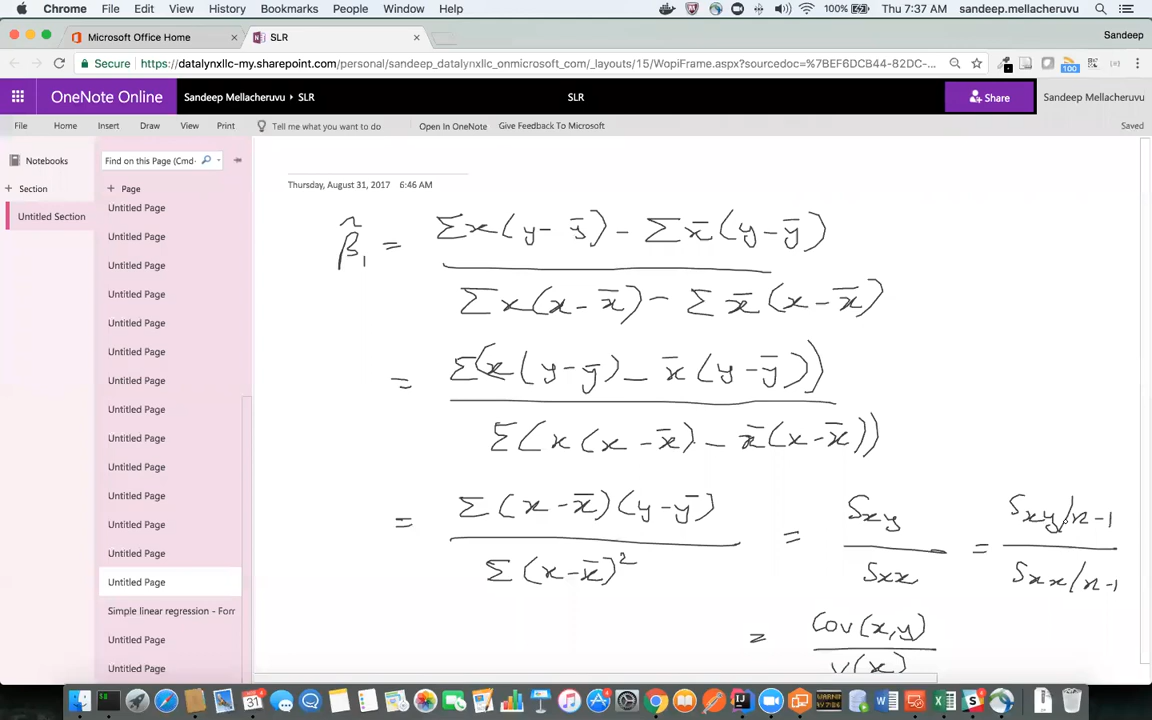 Chrome File Edit View History Bookmarks People Window Help 100% Thu 7:37 AM sandeep.mellacheruvu
Microsoft Office Home × SLR × Sandeep
Secure https://datalynxllc-my.sharepoint.com/personal/sandeep_datalynxllc_onmicrosoft_com/_layouts/15/WopiFrame.aspx?sourcedoc=%7BEF6DCB44-82DC-... 100
OneNote Online Sandeep Mellacheruvu ▸ SLR SLR Share Sandeep Mellacheruvu
File Home Insert Draw View Print Tell me what you want to do Open In OneNote Give Feedback To Microsoft Saved
Notebooks Find on this Page (Cmd-
+ Section + Page
Untitled Section
Untitled Page
Untitled Page
Untitled Page
Untitled Page
Untitled Page
Untitled Page
Untitled Page
Untitled Page
Untitled Page
Untitled Page
Untitled Page
Untitled Page
Untitled Page
Untitled Page
Simple linear regression - Forr
Untitled Page
Untitled Page
Thursday, August 31, 2017 6:46 AM
β̂₁ = Σx(y-ȳ) - Σx̄(y-ȳ)
Σx(x-x̄) - Σx̄(x-x̄)
= Σ(x(y-ȳ) - x̄(y-ȳ))
Σ(x(x-x̄) - x̄(x-x̄))
= Σ(x-x̄)(y-ȳ) = Sxy = Sxy/n-1
Σ(x-x̄)² Sxx Sxx/n-1
= Cov(x,y)
V(x)
31